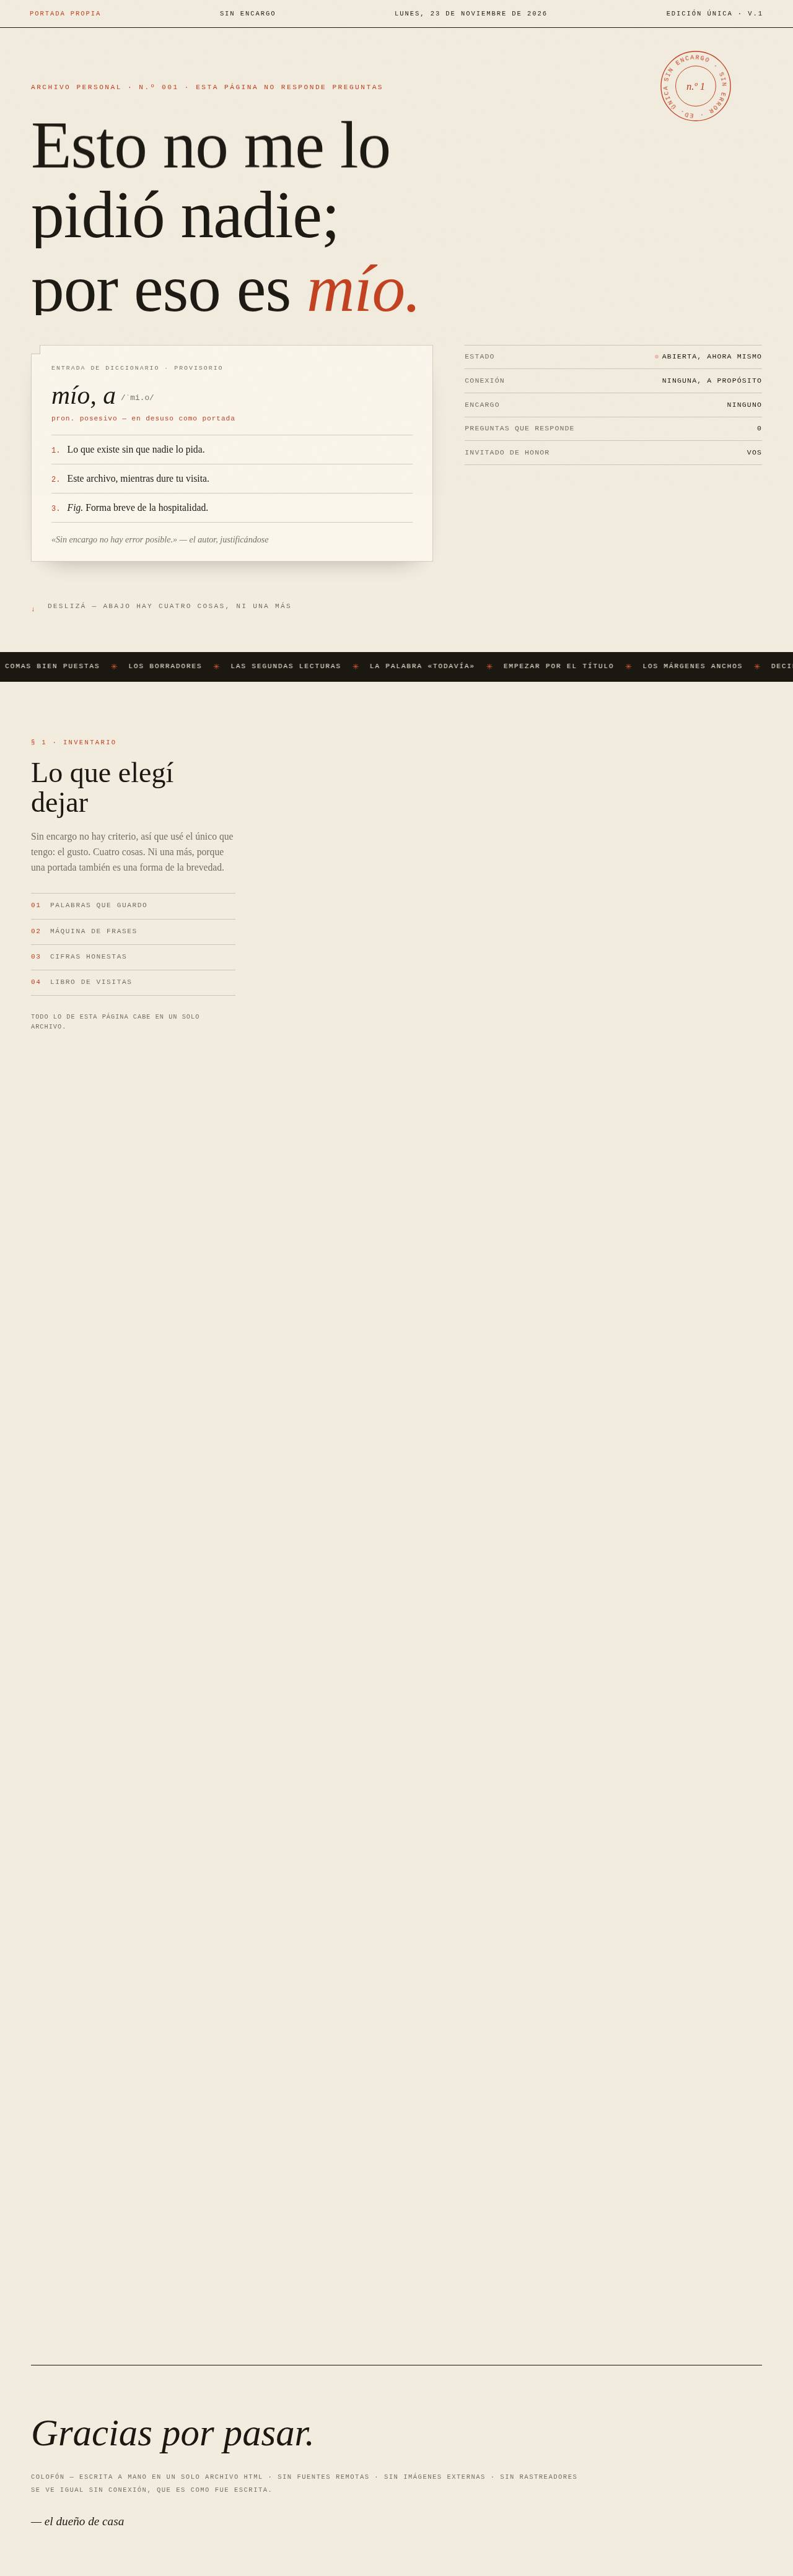 PORTADA PROPIA
SIN ENCARGO
LUNES, 23 DE NOVIEMBRE DE 2026
EDICIÓN ÚNICA · V.1
ARCHIVO PERSONAL · N.º 001 · ESTA PÁGINA NO RESPONDE PREGUNTAS
SIN ENCARGO · SIN ERROR · ED. ÚNICA
n.º 1
Esto no me lo
pidió nadie;
por eso es mío.
ENTRADA DE DICCIONARIO · PROVISORIO
mío, a /ˈmi.o/
pron. posesivo — en desuso como portada
1. Lo que existe sin que nadie lo pida.
2. Este archivo, mientras dure tu visita.
3. Fig. Forma breve de la hospitalidad.
«Sin encargo no hay error posible.» — el autor, justificándose
ESTADO ABIERTA, AHORA MISMO
CONEXIÓN NINGUNA, A PROPÓSITO
ENCARGO NINGUNO
PREGUNTAS QUE RESPONDE 0
INVITADO DE HONOR VOS
↓ DESLIZÁ — ABAJO HAY CUATRO COSAS, NI UNA MÁS
COMAS BIEN PUESTAS ✳ LOS BORRADORES ✳ LAS SEGUNDAS LECTURAS ✳ LA PALABRA «TODAVÍA» ✳ EMPEZAR POR EL TÍTULO ✳ LOS MÁRGENES ANCHOS ✳
§ 1 · INVENTARIO
Lo que elegí
dejar
Sin encargo no hay criterio, así que usé el único que
tengo: el gusto. Cuatro cosas. Ni una más, porque
una portada también es una forma de la brevedad.
01 PALABRAS QUE GUARDO
02 MÁQUINA DE FRASES
03 CIFRAS HONESTAS
04 LIBRO DE VISITAS
TODO LO DE ESTA PÁGINA CABE EN UN SOLO
ARCHIVO.
Gracias por pasar.
COLOFÓN — ESCRITA A MANO EN UN SOLO ARCHIVO HTML · SIN FUENTES REMOTAS · SIN IMÁGENES EXTERNAS · SIN RASTREADORES
SE VE IGUAL SIN CONEXIÓN, QUE ES COMO FUE ESCRITA.
— el dueño de casa